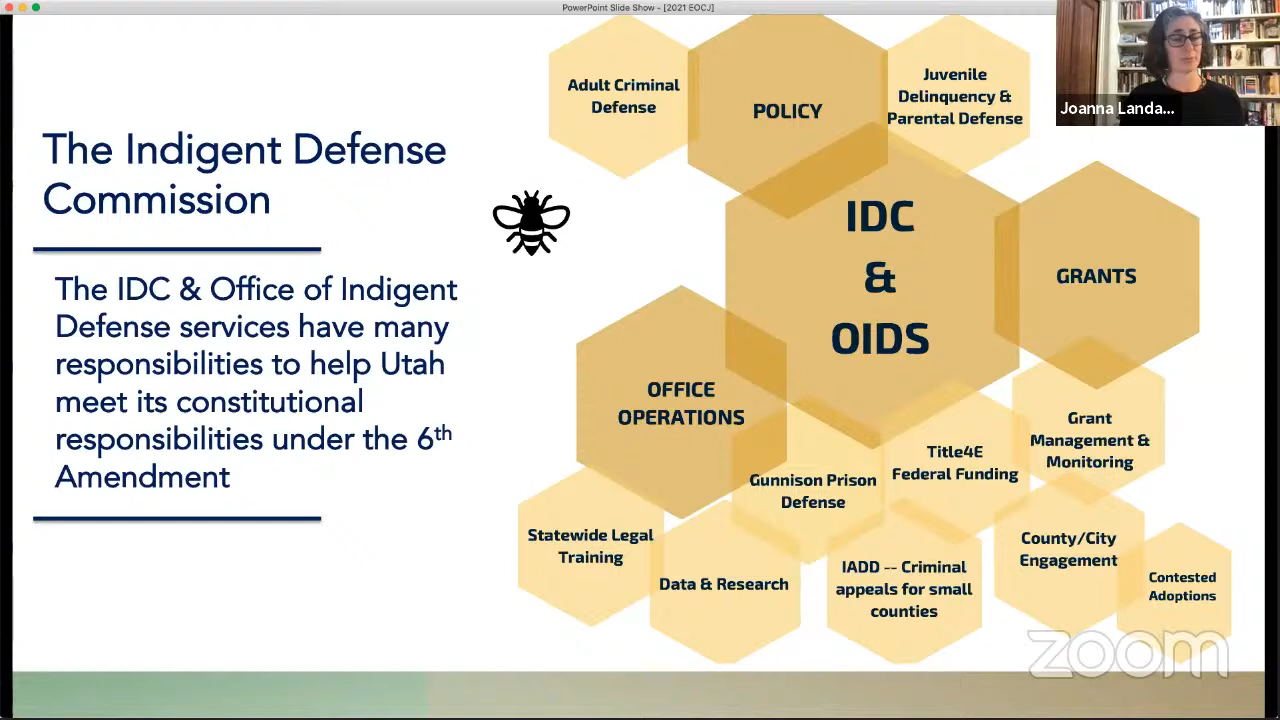 PowerPoint Slide Show - [2021 EOCJ]
The Indigent Defense
Commission
The IDC & Office of Indigent
Defense services have many
responsibilities to help Utah
meet its constitutional
responsibilities under the 6th
Amendment
Adult Criminal
Defense
POLICY
Juvenile
Delinquency &
Parental Defense
Joanna Landa...
IDC
&
OIDS
GRANTS
OFFICE
OPERATIONS
Grant
Management &
Monitoring
Title4E
Federal Funding
Gunnison Prison
Defense
Statewide Legal
Training
Data & Research
IADD -- Criminal
appeals for small
counties
County/City
Engagement
Contested
Adoptions
zoom